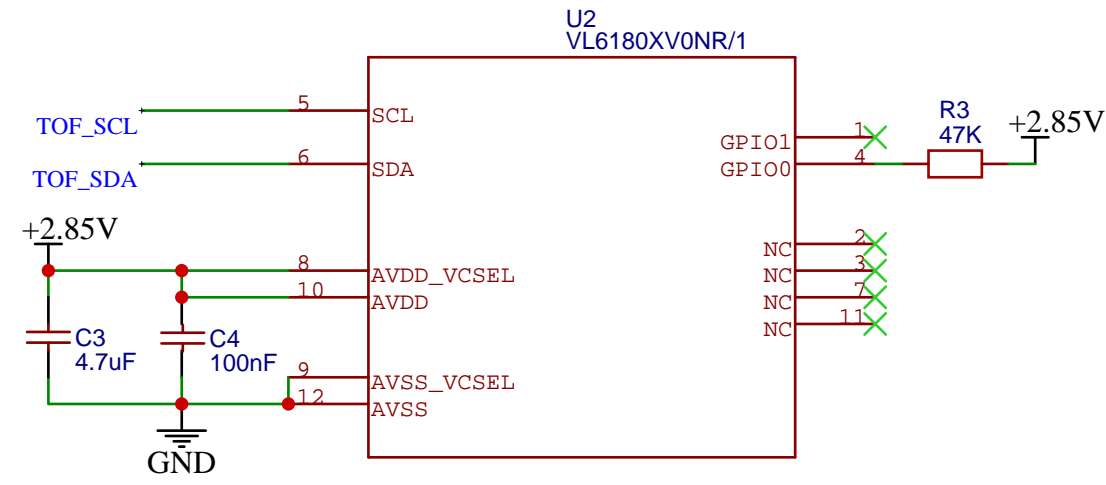 U2
VL6180XV0NR/1
TOF_SCL
5
SCL
TOF_SDA
6
SDA
1
GPIO1
4
GPIO0
R3
47K
+2.85V
+2.85V
2
NC
3
NC
7
NC
11
NC
8
AVDD_VCSEL
10
AVDD
C3
4.7uF
C4
100nF
9
AVSS_VCSEL
12
AVSS
GND